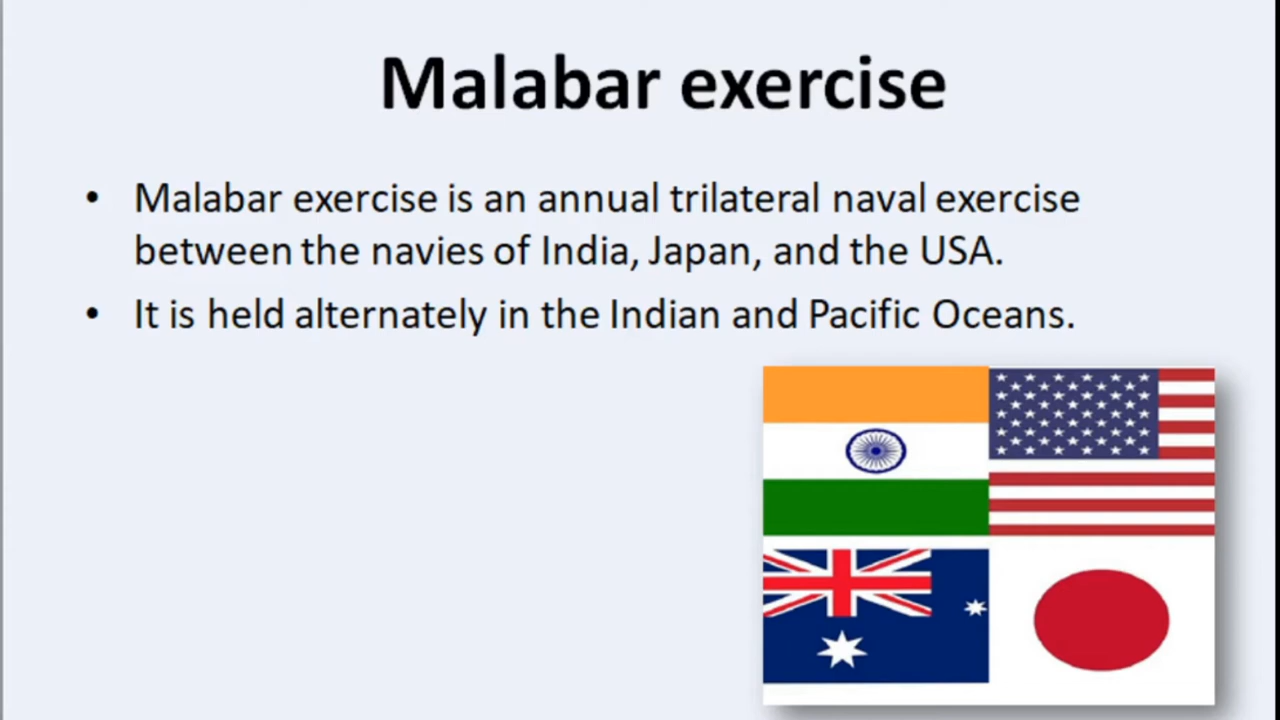 Malabar exercise
• Malabar exercise is an annual trilateral naval exercise
between the navies of India, Japan, and the USA.
• It is held alternately in the Indian and Pacific Oceans.